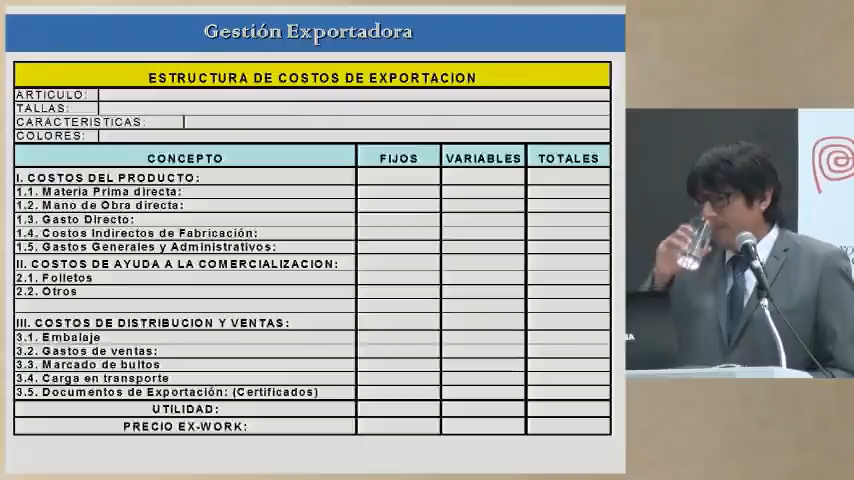 Gestión Exportadora
ESTRUCTURA DE COSTOS DE EXPORTACION
ARTICULO:
TALLAS:
CARACTERISTICAS:
COLORES:
CONCEPTO FIJOS VARIABLES TOTALES
I. COSTOS DEL PRODUCTO:
1.1. Materia Prima directa:
1.2. Mano de Obra directa:
1.3. Gasto Directo:
1.4. Costos Indirectos de Fabricación:
1.5. Gastos Generales y Administrativos:
II. COSTOS DE AYUDA A LA COMERCIALIZACION:
2.1. Folletos
2.2. Otros
III. COSTOS DE DISTRIBUCION Y VENTAS:
3.1. Embalaje
3.2. Gastos de ventas:
3.3. Marcado de bultos
3.4. Carga en transporte
3.5. Documentos de Exportación: (Certificados)
UTILIDAD:
PRECIO EX-WORK: